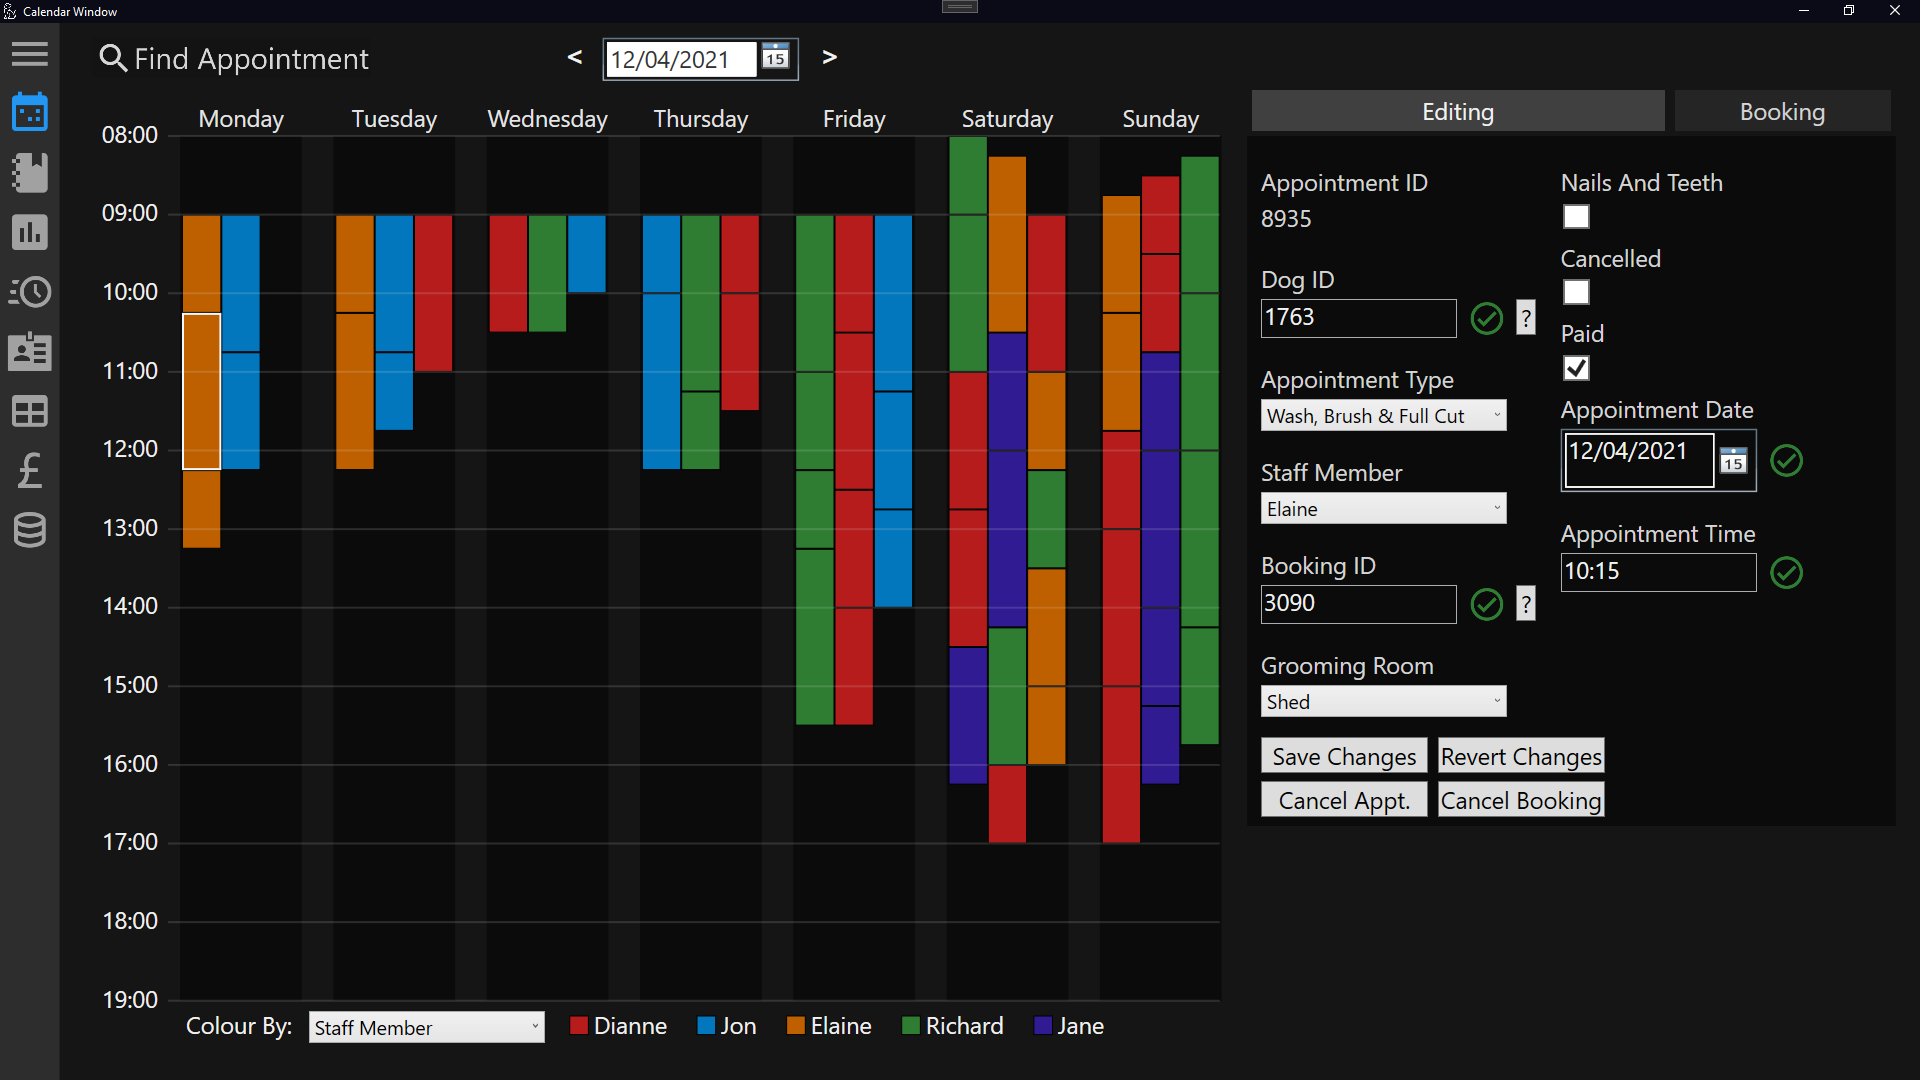 Calendar Window
Find Appointment
< 12/04/2021 15 >
Monday Tuesday Wednesday Thursday Friday Saturday Sunday
08:00
09:00
10:00
11:00
12:00
13:00
14:00
15:00
16:00
17:00
18:00
19:00
Colour By: Staff Member Dianne Jon Elaine Richard Jane
Editing Booking
Appointment ID
8935
Dog ID
1763 ?
Appointment Type
Wash, Brush & Full Cut
Staff Member
Elaine
Booking ID
3090 ?
Grooming Room
Shed
Nails And Teeth
Cancelled
Paid
Appointment Date
12/04/2021 15
Appointment Time
10:15
Save Changes Revert Changes
Cancel Appt. Cancel Booking
£